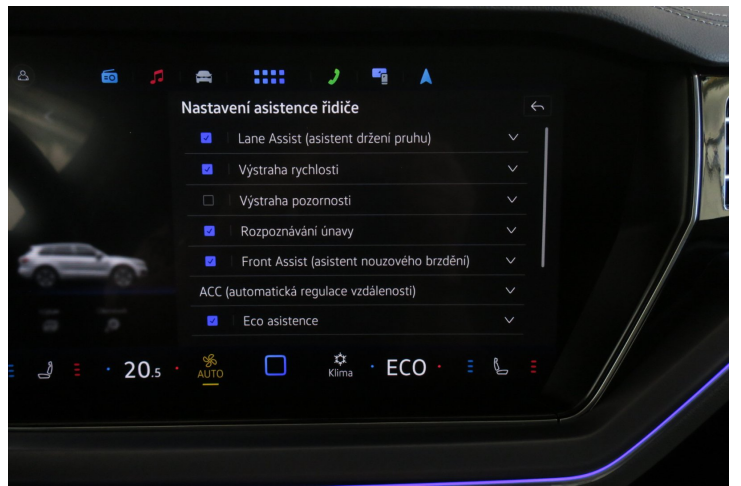 Nastavení asistence řidiče
Lane Assist (asistent držení pruhu)
Výstraha rychlosti
Výstraha pozornosti
Rozpoznávání únavy
Front Assist (asistent nouzového brzdění)
ACC (automatická regulace vzdálenosti)
Eco asistence
20.5
AUTO
Klima
ECO